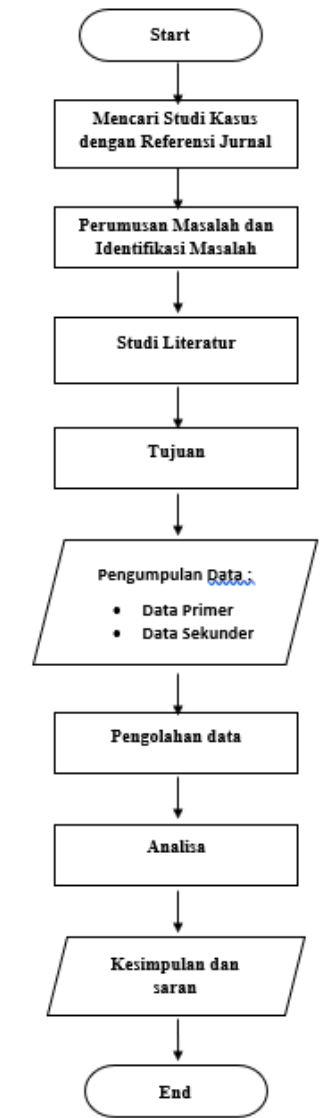 Start
Mencari Studi Kasus
dengan Referensi Jurnal
Perumusan Masalah dan
Identifikasi Masalah
Studi Literatur
Tujuan
Pengumpulan Data :
• Data Primer
• Data Sekunder
Pengolahan data
Analisa
Kesimpulan dan
saran
End